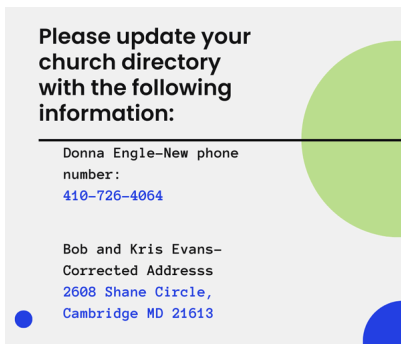 Please update your
church directory
with the following
information:
Donna Engle-New phone
number:
410-726-4064
Bob and Kris Evans-
Corrected Addresss
2608 Shane Circle,
Cambridge MD 21613